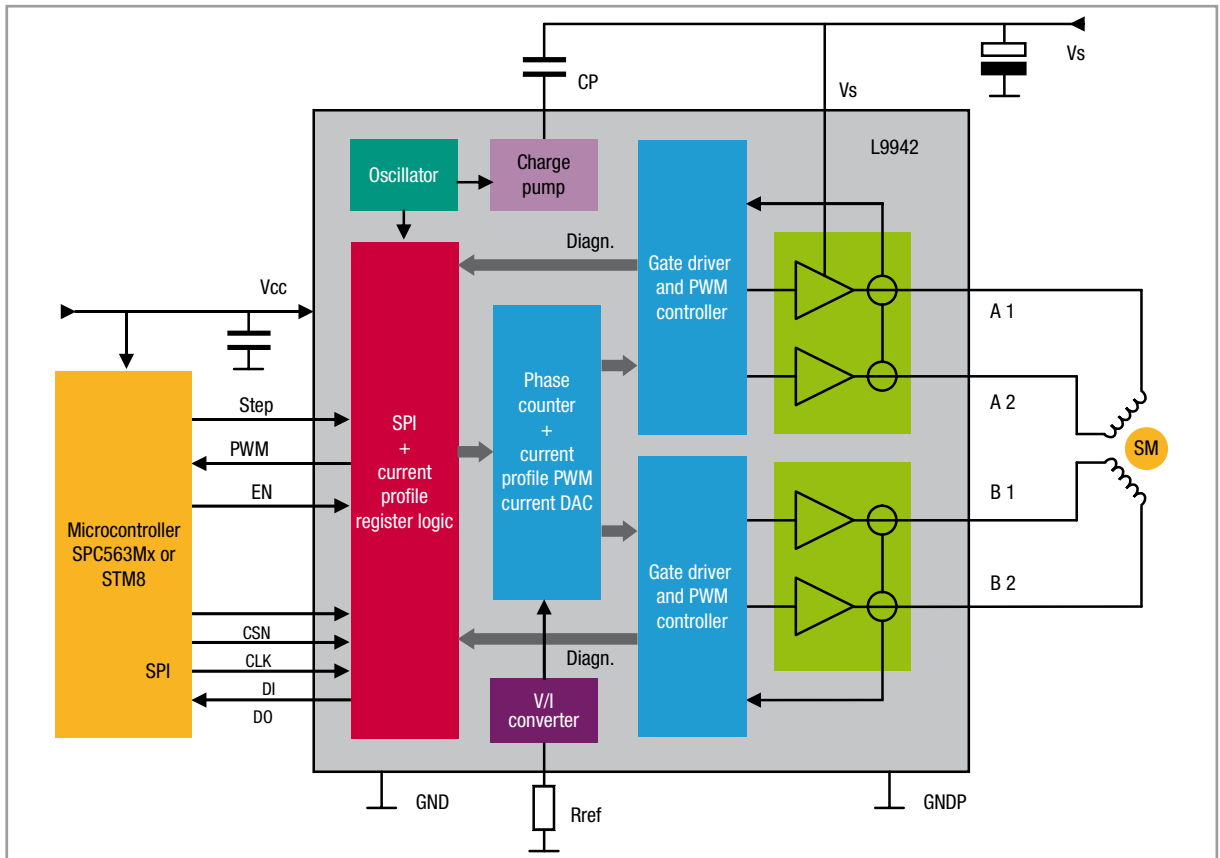 Vs
CP
Vs
L9942
Oscillator
Charge
pump
Diagn.
Gate driver
and PWM
controller
Vcc
A 1
Phase
counter
+
current
profile PWM
current DAC
Step
A 2
SPI
+
current
profile
register logic
PWM
SM
EN
B 1
Microcontroller
SPC563Mx or
STM8
Gate driver
and PWM
controller
B 2
CSN
Diagn.
SPI
CLK
DI
DO
V/I
converter
GND
Rref
GNDP